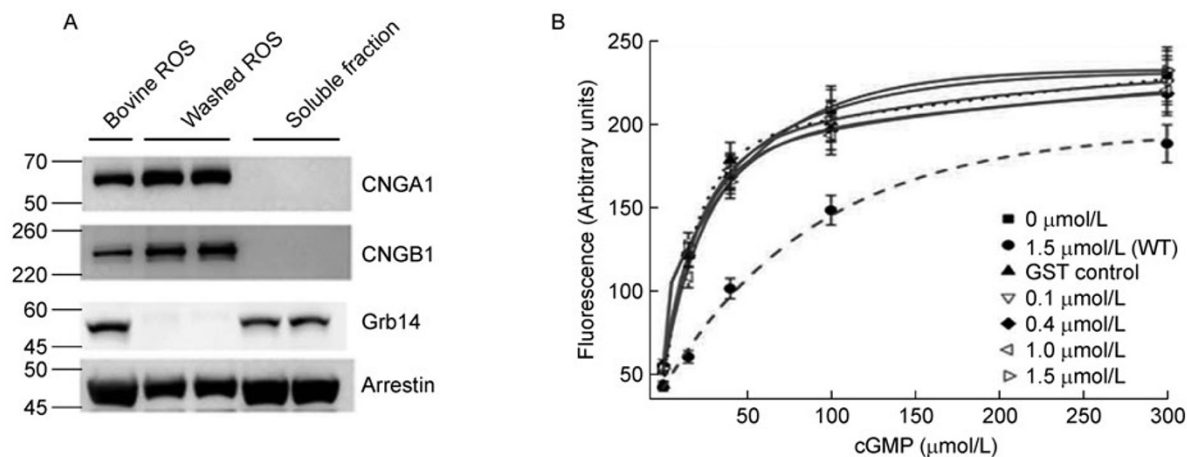 A
Bovine ROS
Washed ROS
Soluble fraction
70
50
CNGA1
260
220
CNGB1
60
45
Grb14
50
45
Arrestin
B
Fluorescence (Arbitrary units)
250
200
150
100
50
0 μmol/L
1.5 μmol/L (WT)
GST control
0.1 μmol/L
0.4 μmol/L
1.0 μmol/L
1.5 μmol/L
50 100 150 200 250 300
cGMP (μmol/L)